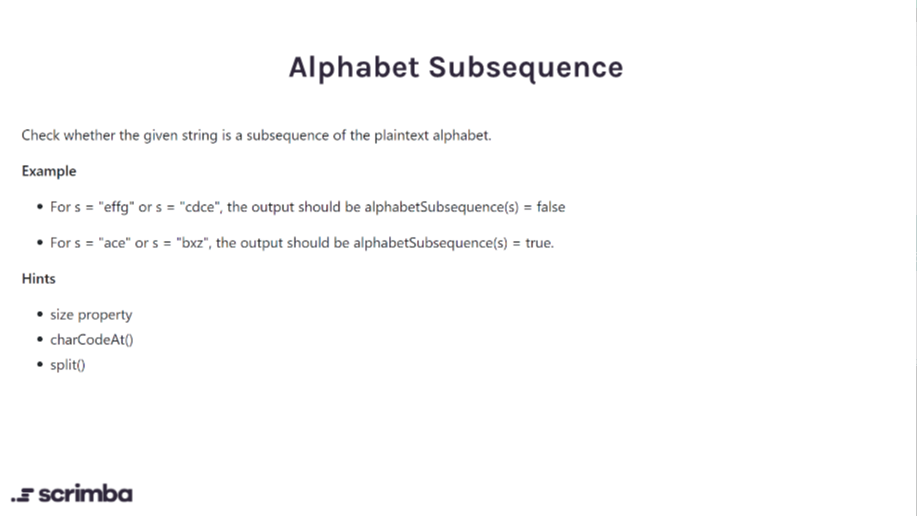 Alphabet Subsequence
Check whether the given string is a subsequence of the plaintext alphabet.
Example
• For s = "effg" or s = "cdce", the output should be alphabetSubsequence(s) = false
• For s = "ace" or s = "bxz", the output should be alphabetSubsequence(s) = true.
Hints
• size property
• charCodeAt()
• split()
scrimba